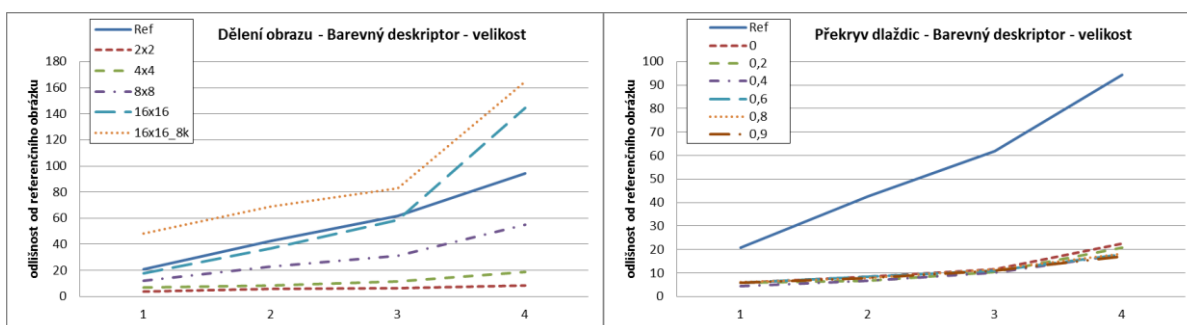 Dělení obrazu - Barevný deskriptor - velikost
odlišnost od referenčního obrázku
Ref
2x2
4x4
8x8
16x16
16x16_8k
180
160
140
120
100
80
60
40
20
0
1 2 3 4
Překryv dlaždic - Barevný deskriptor - velikost
odlišnost od referenčního obrázku
Ref
0
0,2
0,4
0,6
0,8
0,9
100
90
80
70
60
50
40
30
20
10
0
1 2 3 4